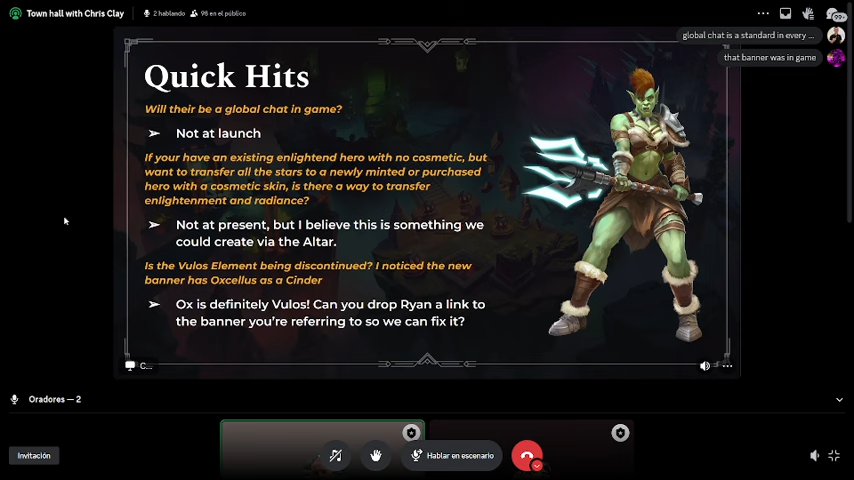 Town hall with Chris Clay
2 hablando
98 en el público
99+
global chat is a standard in every ...
that banner was in game
Quick Hits
Will their be a global chat in game?
➤ Not at launch
If your have an existing enlightend hero with no cosmetic, but
want to transfer all the stars to a newly minted or purchased
hero with a cosmetic skin, is there a way to transfer
enlightenment and radiance?
➤ Not at present, but I believe this is something we
could create via the Altar.
Is the Vulos Element being discontinued? I noticed the new
banner has Oxcellus as a Cinder
➤ Ox is definitely Vulos! Can you drop Ryan a link to
the banner you're referring to so we can fix it?
C...
Oradores — 2
Invitación
Hablar en escenario